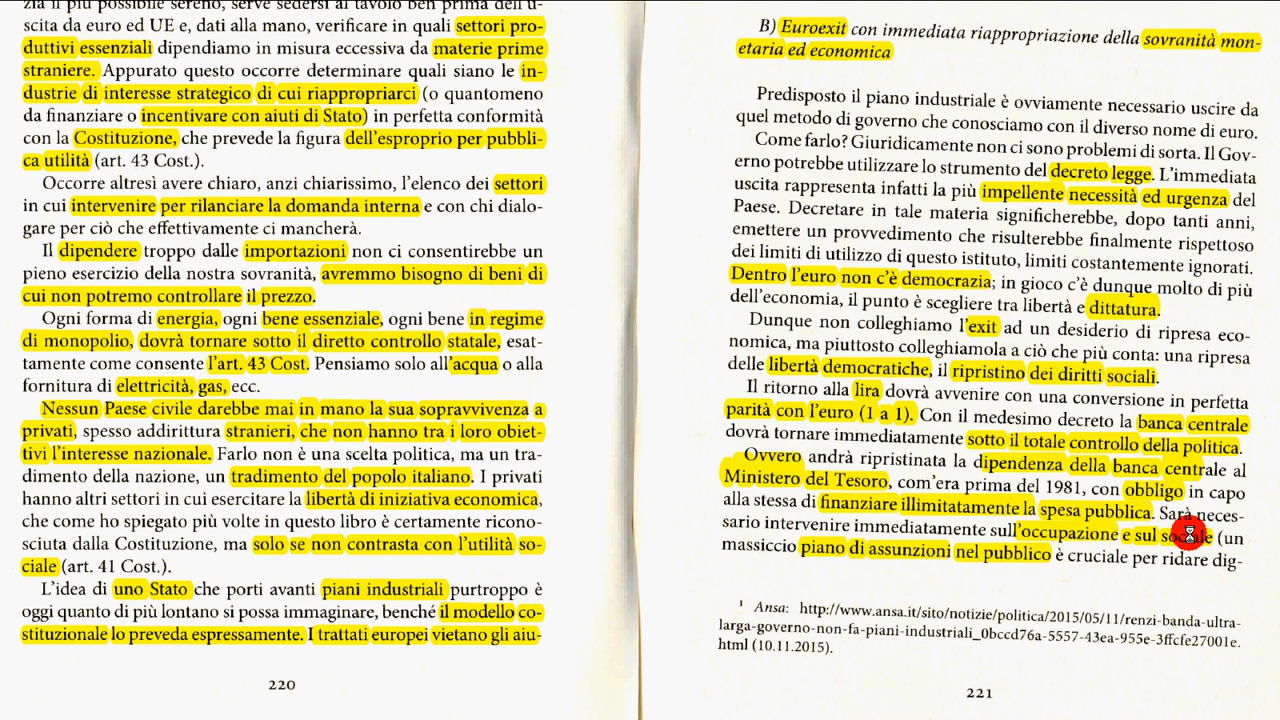 zia il più possibile sereno, serve sedersi al tavolo ben prima dell'u-
scita da euro ed UE e, dati alla mano, verificare in quali settori pro-
duttivi essenziali dipendiamo in misura eccessiva da materie prime
straniere. Appurato questo occorre determinare quali siano le in-
dustrie di interesse strategico di cui riappropriarci (o quantomeno
da finanziare o incentivare con aiuti di Stato) in perfetta conformità
con la Costituzione, che prevede la figura dell'esproprio per pubbli-
ca utilità (art. 43 Cost.).
Occorre altresì avere chiaro, anzi chiarissimo, l'elenco dei settori
in cui intervenire per rilanciare la domanda interna e con chi dialo-
gare per ciò che effettivamente ci mancherà.
Il dipendere troppo dalle importazioni non ci consentirebbe un
pieno esercizio della nostra sovranità, avremmo bisogno di beni di
cui non potremo controllare il prezzo.
Ogni forma di energia, ogni bene essenziale, ogni bene in regime
di monopolio, dovrà tornare sotto il diretto controllo statale, esat-
tamente come consente l'art. 43 Cost. Pensiamo solo all'acqua o alla
fornitura di elettricità, gas, ecc.
Nessun Paese civile darebbe mai in mano la sua sopravvivenza a
privati, spesso addirittura stranieri, che non hanno tra i loro obiet-
tivi l'interesse nazionale. Farlo non è una scelta politica, ma un tra-
dimento della nazione, un tradimento del popolo italiano. I privati
hanno altri settori in cui esercitare la libertà di iniziativa economica,
che come ho spiegato più volte in questo libro è certamente ricono-
sciuta dalla Costituzione, ma solo se non contrasta con l'utilità so-
ciale (art. 41 Cost.).
L'idea di uno Stato che porti avanti piani industriali purtroppo è
oggi quanto di più lontano si possa immaginare, benché il modello co-
stituzionale lo preveda espressamente. I trattati europei vietano gli aiu-
220
B) Euroexit con immediata riappropriazione della sovranità mon-
etaria ed economica
Predisposto il piano industriale è ovviamente necessario uscire da
quel metodo di governo che conosciamo con il diverso nome di euro.
Come farlo? Giuridicamente non ci sono problemi di sorta. Il Gov-
erno potrebbe utilizzare lo strumento del decreto legge. L'immediata
uscita rappresenta infatti la più impellente necessità ed urgenza del
Paese. Decretare in tale materia significherebbe, dopo tanti anni,
emettere un provvedimento che risulterebbe finalmente rispettoso
dei limiti di utilizzo di questo istituto, limiti costantemente ignorati.
Dentro l'euro non c'è democrazia; in gioco c'è dunque molto di più
dell'economia, il punto è scegliere tra libertà e dittatura.
Dunque non colleghiamo l'exit ad un desiderio di ripresa eco-
nomica, ma piuttosto colleghiamola a ciò che più conta: una ripresa
delle libertà democratiche, il ripristino dei diritti sociali.
Il ritorno alla lira dovrà avvenire con una conversione in perfetta
parità con l'euro (1 a 1). Con il medesimo decreto la banca centrale
dovrà tornare immediatamente sotto il totale controllo della politica.
Ovvero andrà ripristinata la dipendenza della banca centrale al
Ministero del Tesoro, com'era prima del 1981, con obbligo in capo
alla stessa di finanziare illimitatamente la spesa pubblica. Sarà neces-
sario intervenire immediatamente sull'occupazione e sul sociale (un
massiccio piano di assunzioni nel pubblico è cruciale per ridare dig-
1 Ansa: http://www.ansa.it/sito/notizie/politica/2015/05/11/renzi-banda-ultra-
larga-governo-non-fa-piani-industriali_0bccd76a-5557-43ea-955e-3ffcfe27001e.
html (10.11.2015).
221